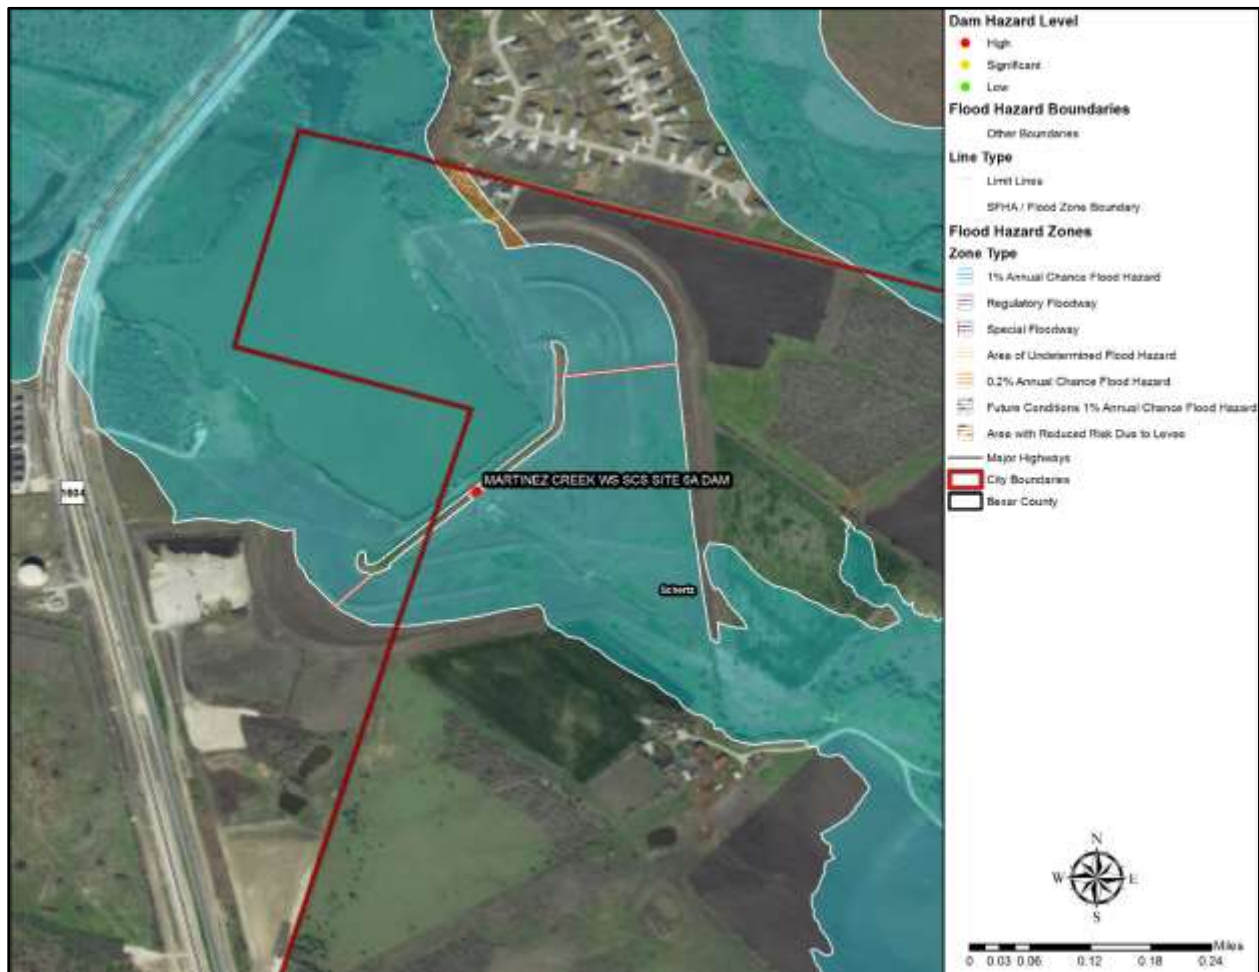 Dam Hazard Level
High
Significant
Low
Flood Hazard Boundaries
Other Boundaries
Line Type
Limit Lines
SFHA / Flood Zone Boundary
Flood Hazard Zones
Zone Type
1% Annual Chance Flood Hazard
Regulatory Floodway
Special Floodway
Area of Undetermined Flood Hazard
0.2% Annual Chance Flood Hazard
Future Conditions 1% Annual Chance Flood Hazard
Area with Reduced Risk Due to Levee
Major Highways
City Boundaries
Bexar County
MARTINEZ CREEK WS SCS SITE 6A DAM
1604
Schertz
N
W E
S
Miles
0 0.03 0.06 0.12 0.18 0.24